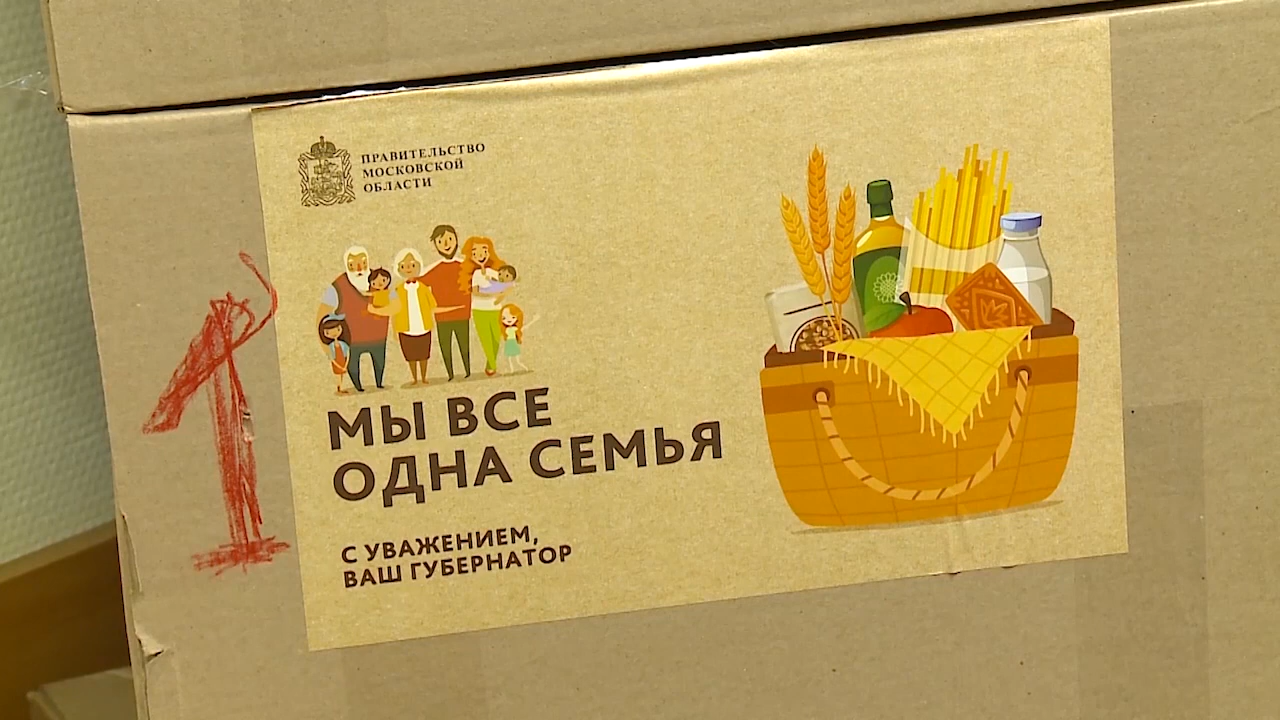 ПРАВИТЕЛЬСТВО
МОСКОВСКОЙ
ОБЛАСТИ
1
МЫ ВСЕ
ОДНА СЕМЬЯ
С УВАЖЕНИЕМ,
ВАШ ГУБЕРНАТОР